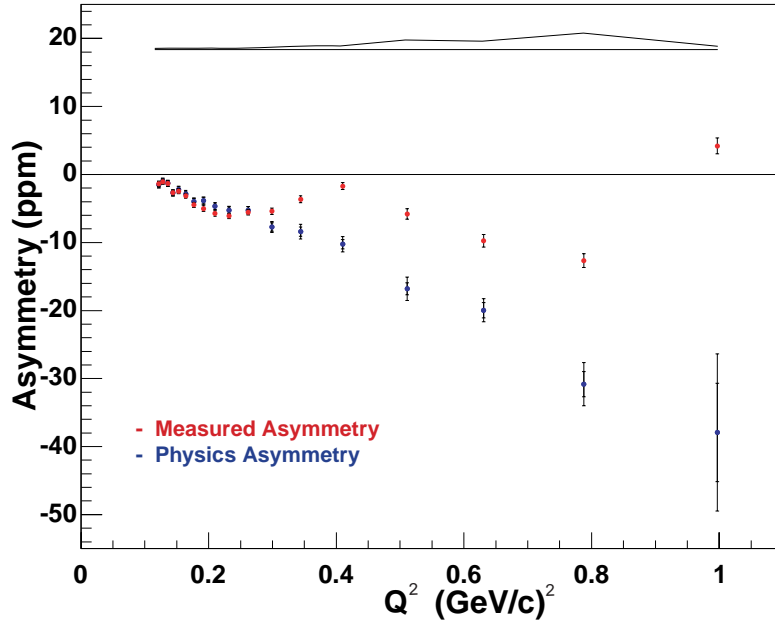 20
10
0
-10
-20
-30
-40
-50
Asymmetry (ppm)
- Measured Asymmetry
- Physics Asymmetry
0 0.2 0.4 0.6 0.8 1
Q² (GeV/c)²